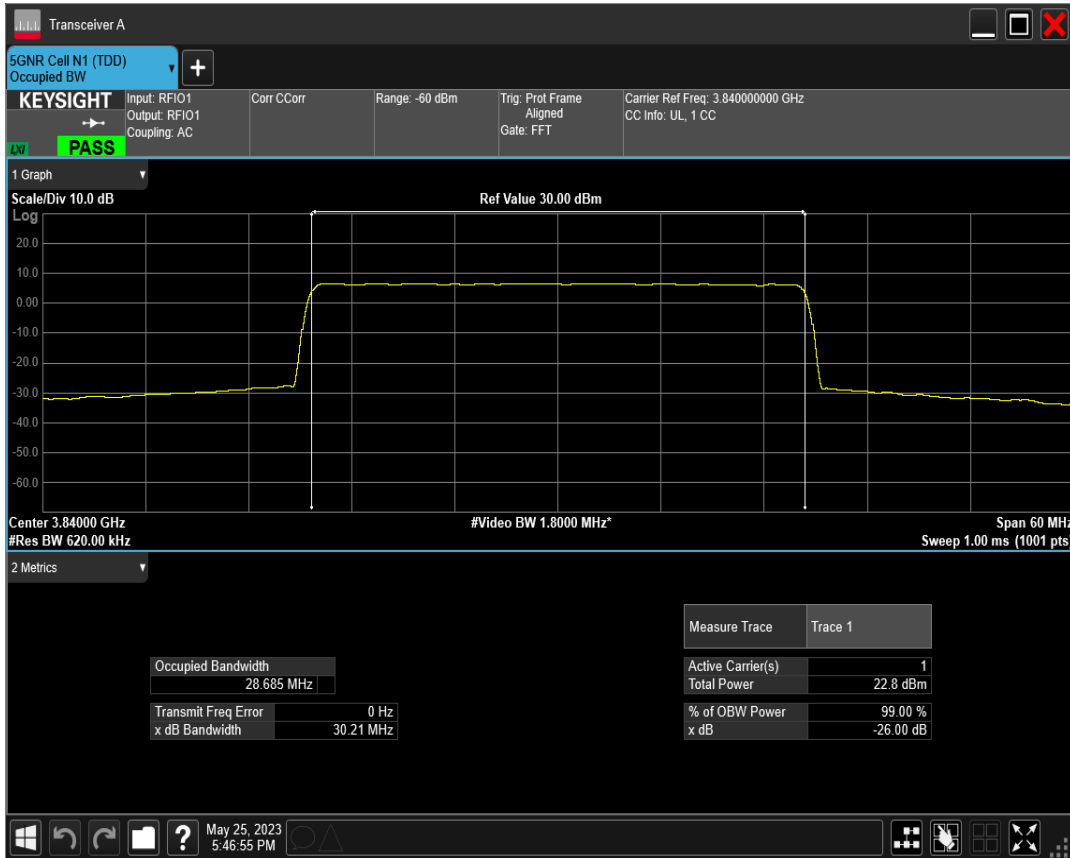 Transceiver A
5GNR Cell N1 (TDD)
Occupied BW
+
KEYSIGHT
LXI
PASS
Input: RFIO1
Output: RFIO1
Coupling: AC
Corr CCorr
Range: -60 dBm
Trig: Prot Frame
Aligned
Gate: FFT
Carrier Ref Freq: 3.840000000 GHz
CC Info: UL, 1 CC
1 Graph
Scale/Div 10.0 dB
Ref Value 30.00 dBm
Log
20.0
10.0
0.00
-10.0
-20.0
-30.0
-40.0
-50.0
-60.0
Center 3.84000 GHz
#Video BW 1.8000 MHz*
Span 60 MHz
#Res BW 620.00 kHz
Sweep 1.00 ms (1001 pts)
2 Metrics
Measure Trace Trace 1
Occupied Bandwidth
28.685 MHz
Active Carrier(s) 1
Total Power 22.8 dBm
Transmit Freq Error 0 Hz
x dB Bandwidth 30.21 MHz
% of OBW Power 99.00 %
x dB -26.00 dB
?
May 25, 2023
5:46:55 PM